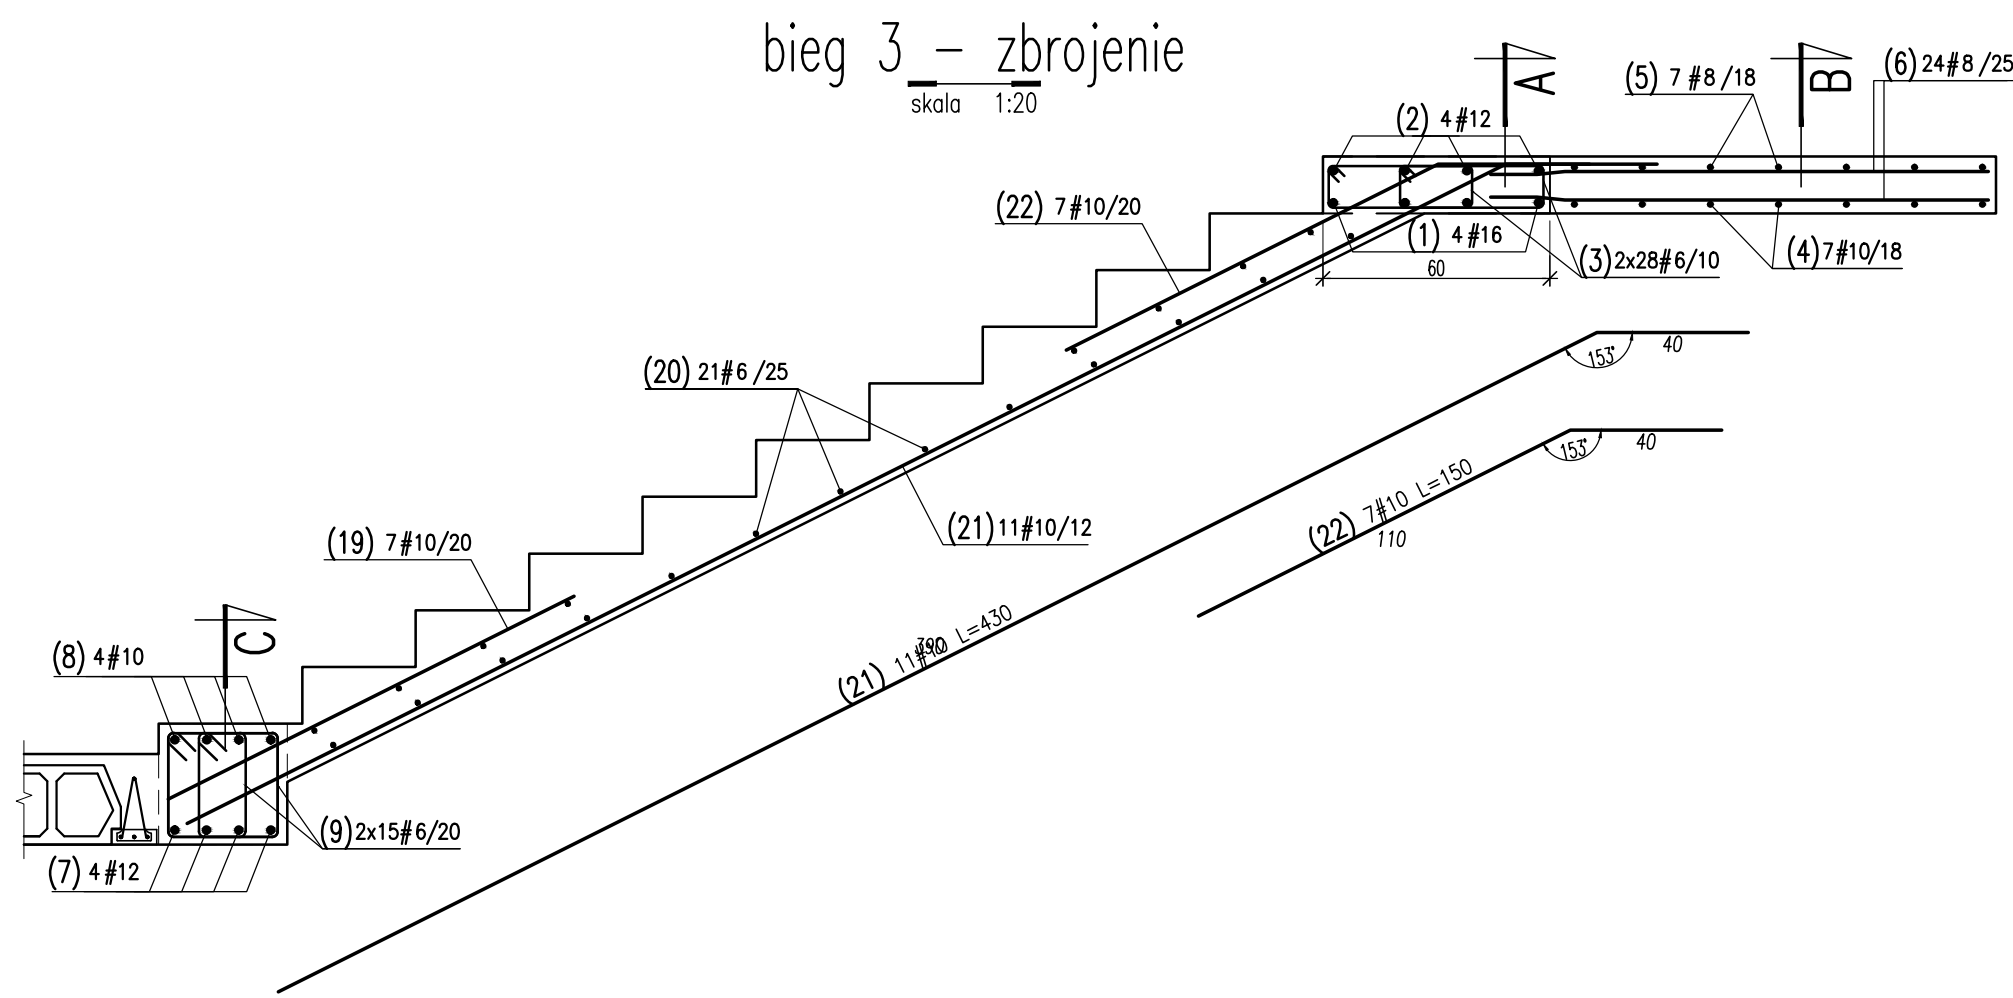 bieg 3 - zbrojenie
skala 1:20
A
B
(6) 24#8/25
(5) 7#8/18
(2) 4#12
(22) 7#10/20
(1) 4#16
(3) 2x28#6/10
(4) 7#10/18
60
153°
40
(20) 21#6/25
153°
40
(22) 7#10 L=150
110
(21) 11#10/12
(19) 7#10/20
C
(8) 4#10
(21) 11#10 L=430
390
(9) 2x15#6/20
(7) 4#12